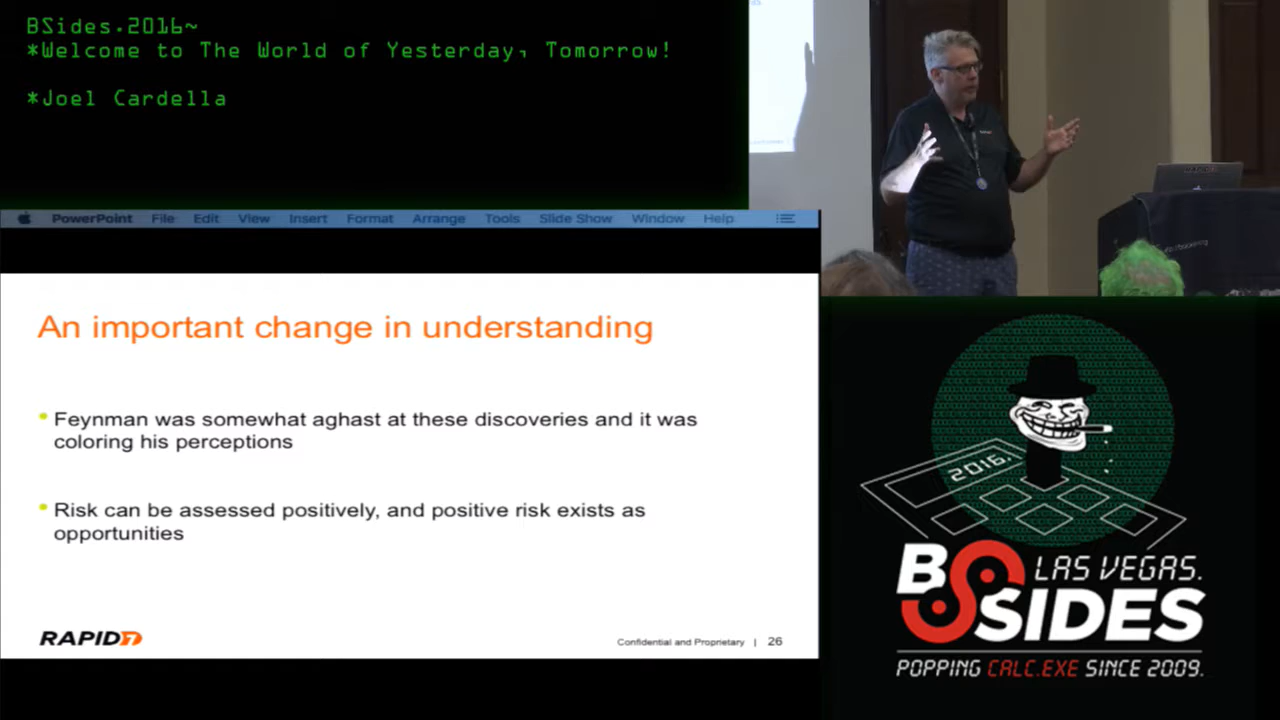 BSides.2016~
*Welcome to The World of Yesterday, Tomorrow!
*Joel Cardella
PowerPoint File Edit View Insert Format Arrange Tools Slide Show Window Help
An important change in understanding
Feynman was somewhat aghast at these discoveries and it was
coloring his perceptions
Risk can be assessed positively, and positive risk exists as
opportunities
RAPID7
Confidential and Proprietary | 26
2016.
BSIDES
LAS VEGAS.
POPPING CALC.EXE SINCE 2009.